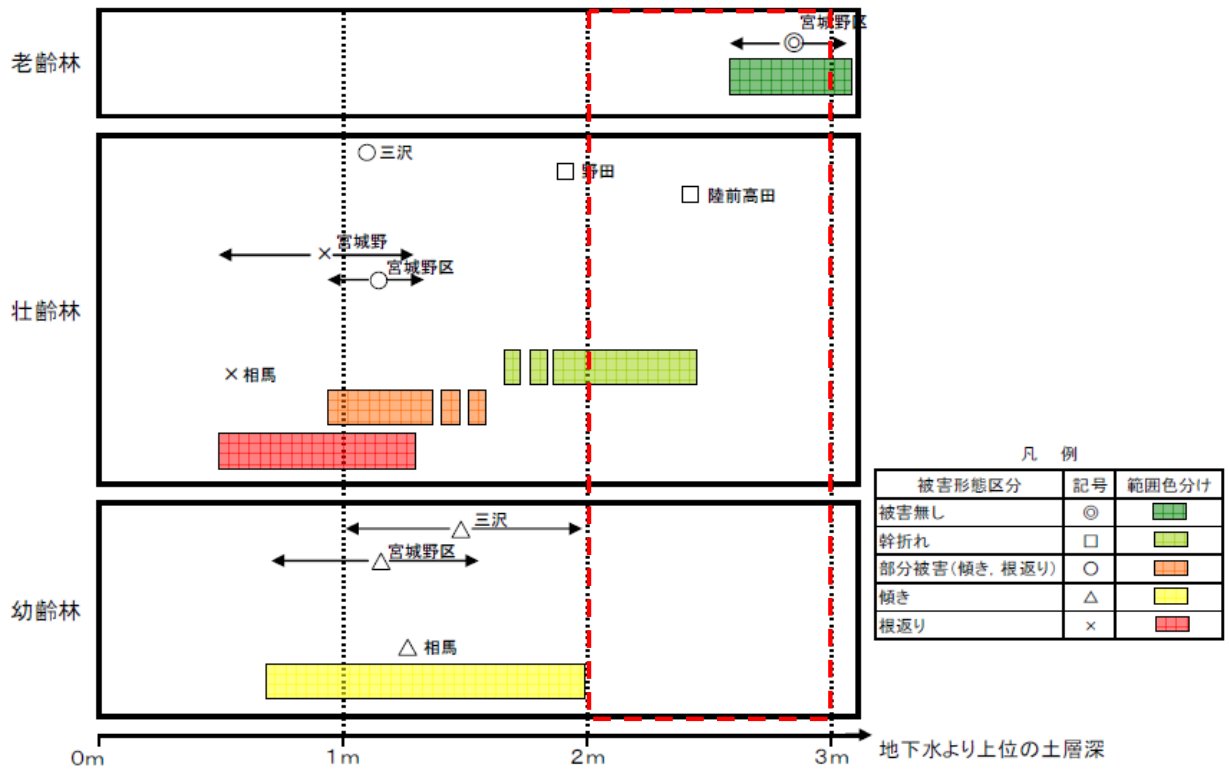 宮城野区
◎
老齢林
三沢
野田
陸前高田
× 宮城野
宮城野区
壮齢林
× 相馬
三沢
宮城野区
幼齢林
相馬
0m
1m
2m
3m
地下水より上位の土層深
凡 例
被害形態区分 記号 範囲色分け
被害無し ◎
幹折れ □
部分被害(傾き, 根返り) ○
傾き △
根返り ×